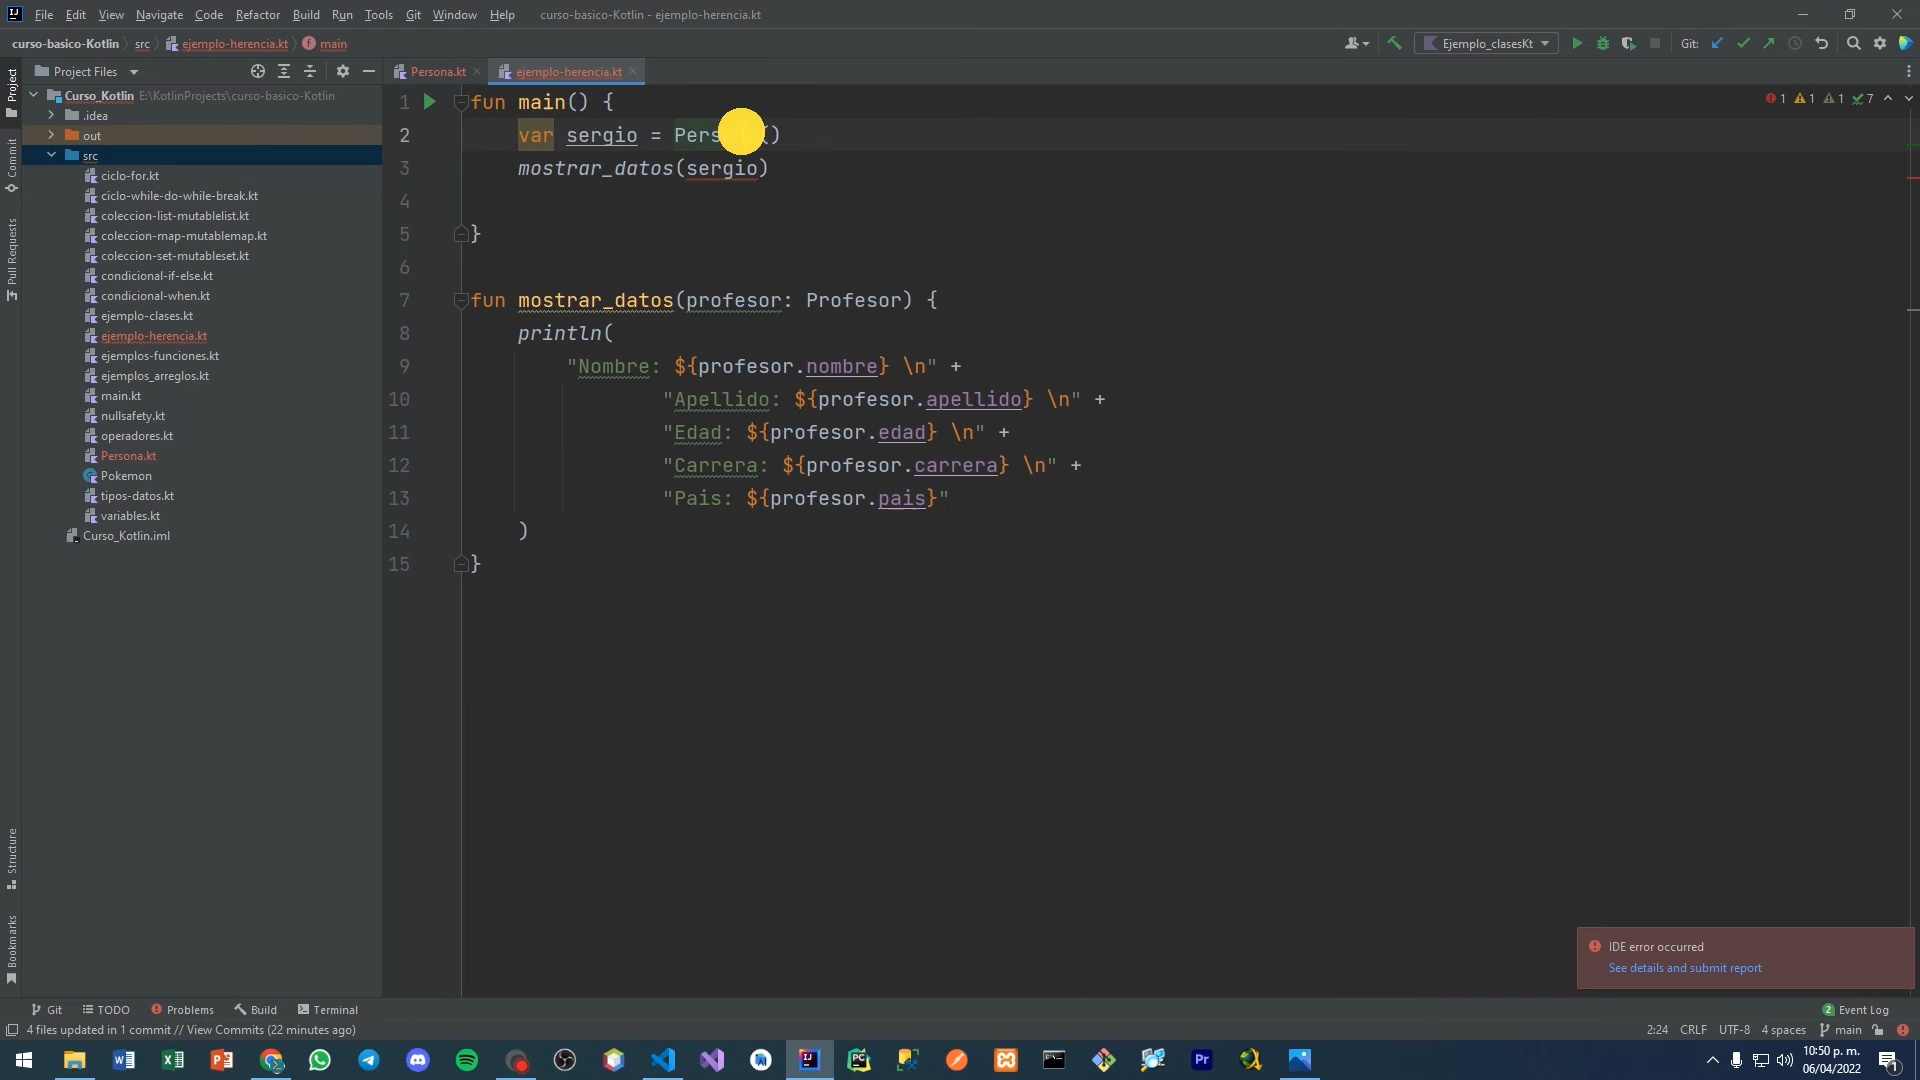 File Edit View Navigate Code Refactor Build Run Tools Git Window Help curso-basico-Kotlin - ejemplo-herencia.kt
curso-basico-Kotlin src ejemplo-herencia.kt main Ejemplo_clasesKt Git:
Project Files Persona.kt ejemplo-herencia.kt
Project
Commit
Pull Requests
Structure
Bookmarks
Curso_Kotlin E:\KotlinProjects\curso-basico-Kotlin
.idea
out
src
ciclo-for.kt
ciclo-while-do-while-break.kt
coleccion-list-mutablelist.kt
coleccion-map-mutablemap.kt
coleccion-set-mutableset.kt
condicional-if-else.kt
condicional-when.kt
ejemplo-clases.kt
ejemplo-herencia.kt
ejemplos-funciones.kt
ejemplos_arreglos.kt
main.kt
nullsafety.kt
operadores.kt
Persona.kt
Pokemon
tipos-datos.kt
variables.kt
Curso_Kotlin.iml
1 fun main() {
2 var sergio = Pers ()
3 mostrar_datos(sergio)
4
5 }
6
7 fun mostrar_datos(profesor: Profesor) {
8 println(
9 "Nombre: ${profesor.nombre} \n" +
10 "Apellido: ${profesor.apellido} \n" +
11 "Edad: ${profesor.edad} \n" +
12 "Carrera: ${profesor.carrera} \n" +
13 "Pais: ${profesor.pais}"
14 )
15 }
1 1 1 7
IDE error occurred
See details and submit report
Git TODO Problems Build Terminal 2 Event Log
4 files updated in 1 commit // View Commits (22 minutes ago) 2:24 CRLF UTF-8 4 spaces main
10:50 p. m.
06/04/2022
1